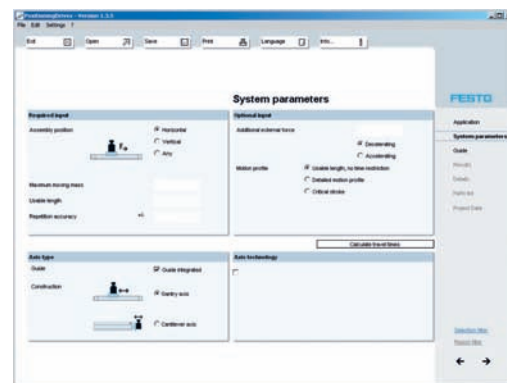 PositioningDrives - Version 1.3.5
File Edit Settings ?
Exit Open Save Print Language Info...
System parameters
FESTO
Required input
Assembly position
Horizontal
Vertical
Any
Maximum moving mass
Usable length
Repetition accuracy +/-
Optional input
Additional external force
Decelerating
Accelerating
Motion profile
Usable length, no time restriction
Detailed motion profile
Critical stroke
Calculate travel times
Axis type
Guide
Guide integrated
Construction
Gantry axis
Cantilever axis
Axis technology
Application
System parameters
Guide
Results
Details
Parts list
Project Data
Selection filter